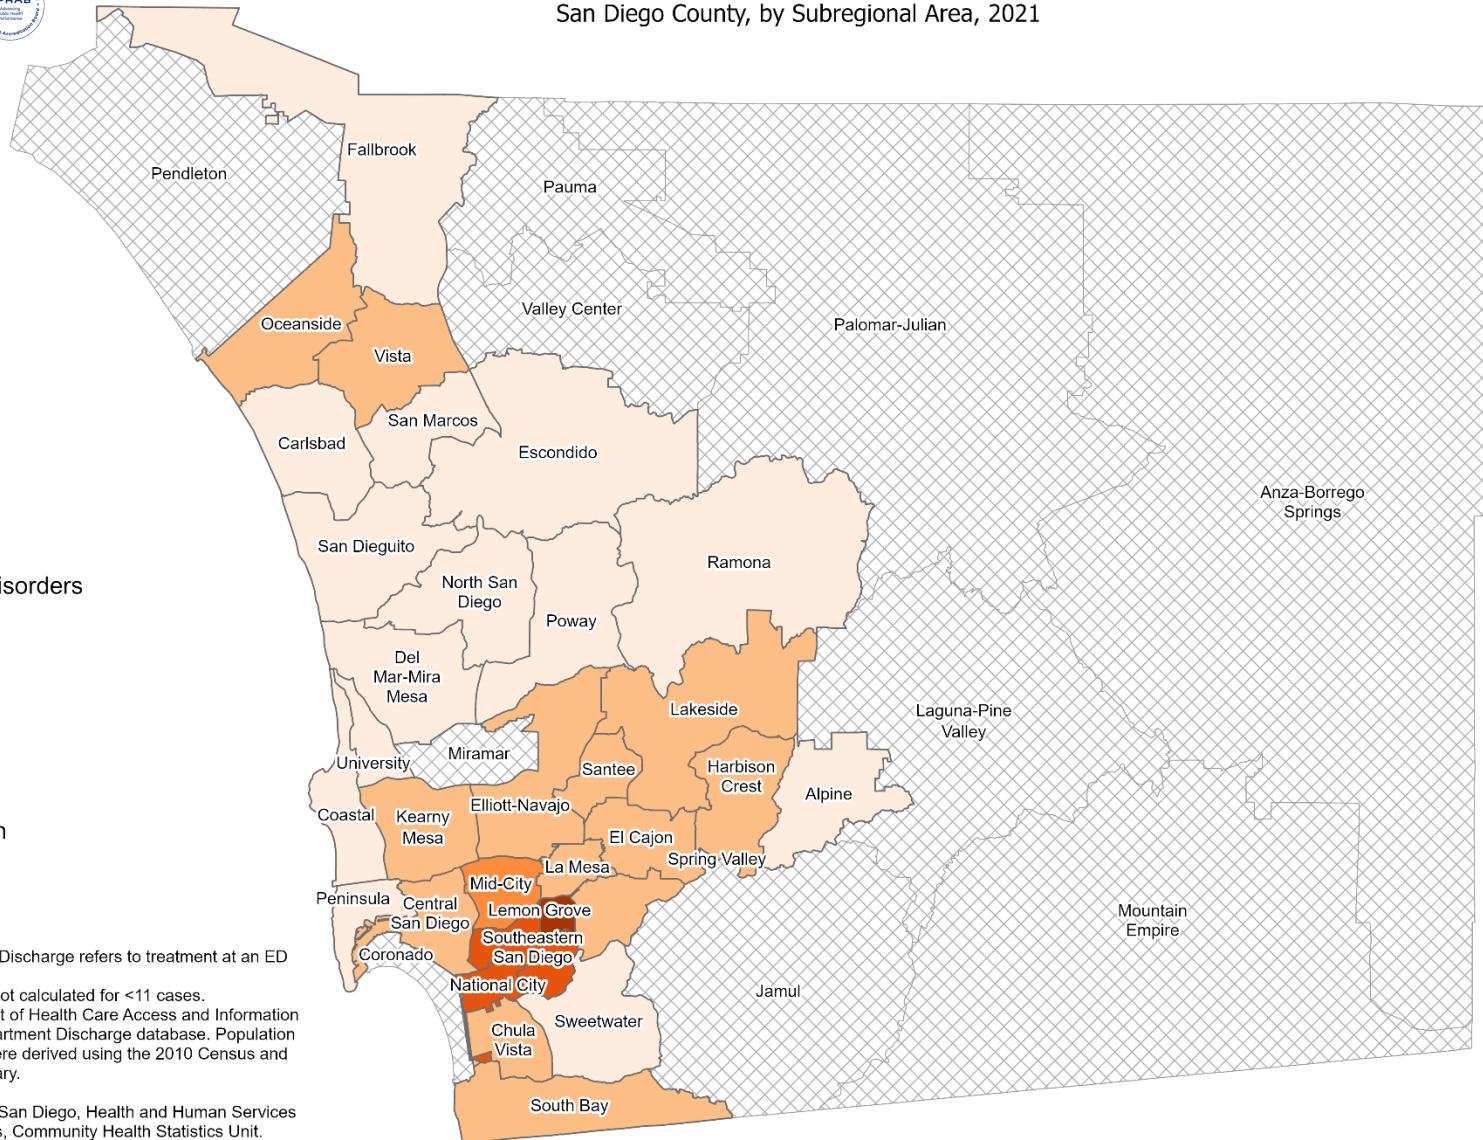 San Diego County, by Subregional Area, 2021
Advancing
Fallbrook
Pendleton
Pauma
Valley Center
Palomar-Julian
Oceanside
Vista
San Marcos
Carlsbad
Escondido
Anza-Borrego
Springs
San Dieguito
Ramona
North San
Diego
Poway
isorders
Del
Mar-Mira
Mesa
Lakeside
Laguna-Pine
Valley
Miramar
University
Santee
Harbison
Crest
Alpine
Coastal
Kearny
Mesa
Elliott-Navajo
n
El Cajon
Spring Valley
La Mesa
Mid-City
Peninsula
Central
San Diego
Lemon Grove
Mountain
Empire
Southeastern
San Diego
Coronado
National City
Jamul
Sweetwater
Chula
Vista
South Bay
Discharge refers to treatment at an ED
ot calculated for <11 cases.
t of Health Care Access and Information
artment Discharge database. Population
ere derived using the 2010 Census and
ary.
San Diego, Health and Human Services
s, Community Health Statistics Unit.